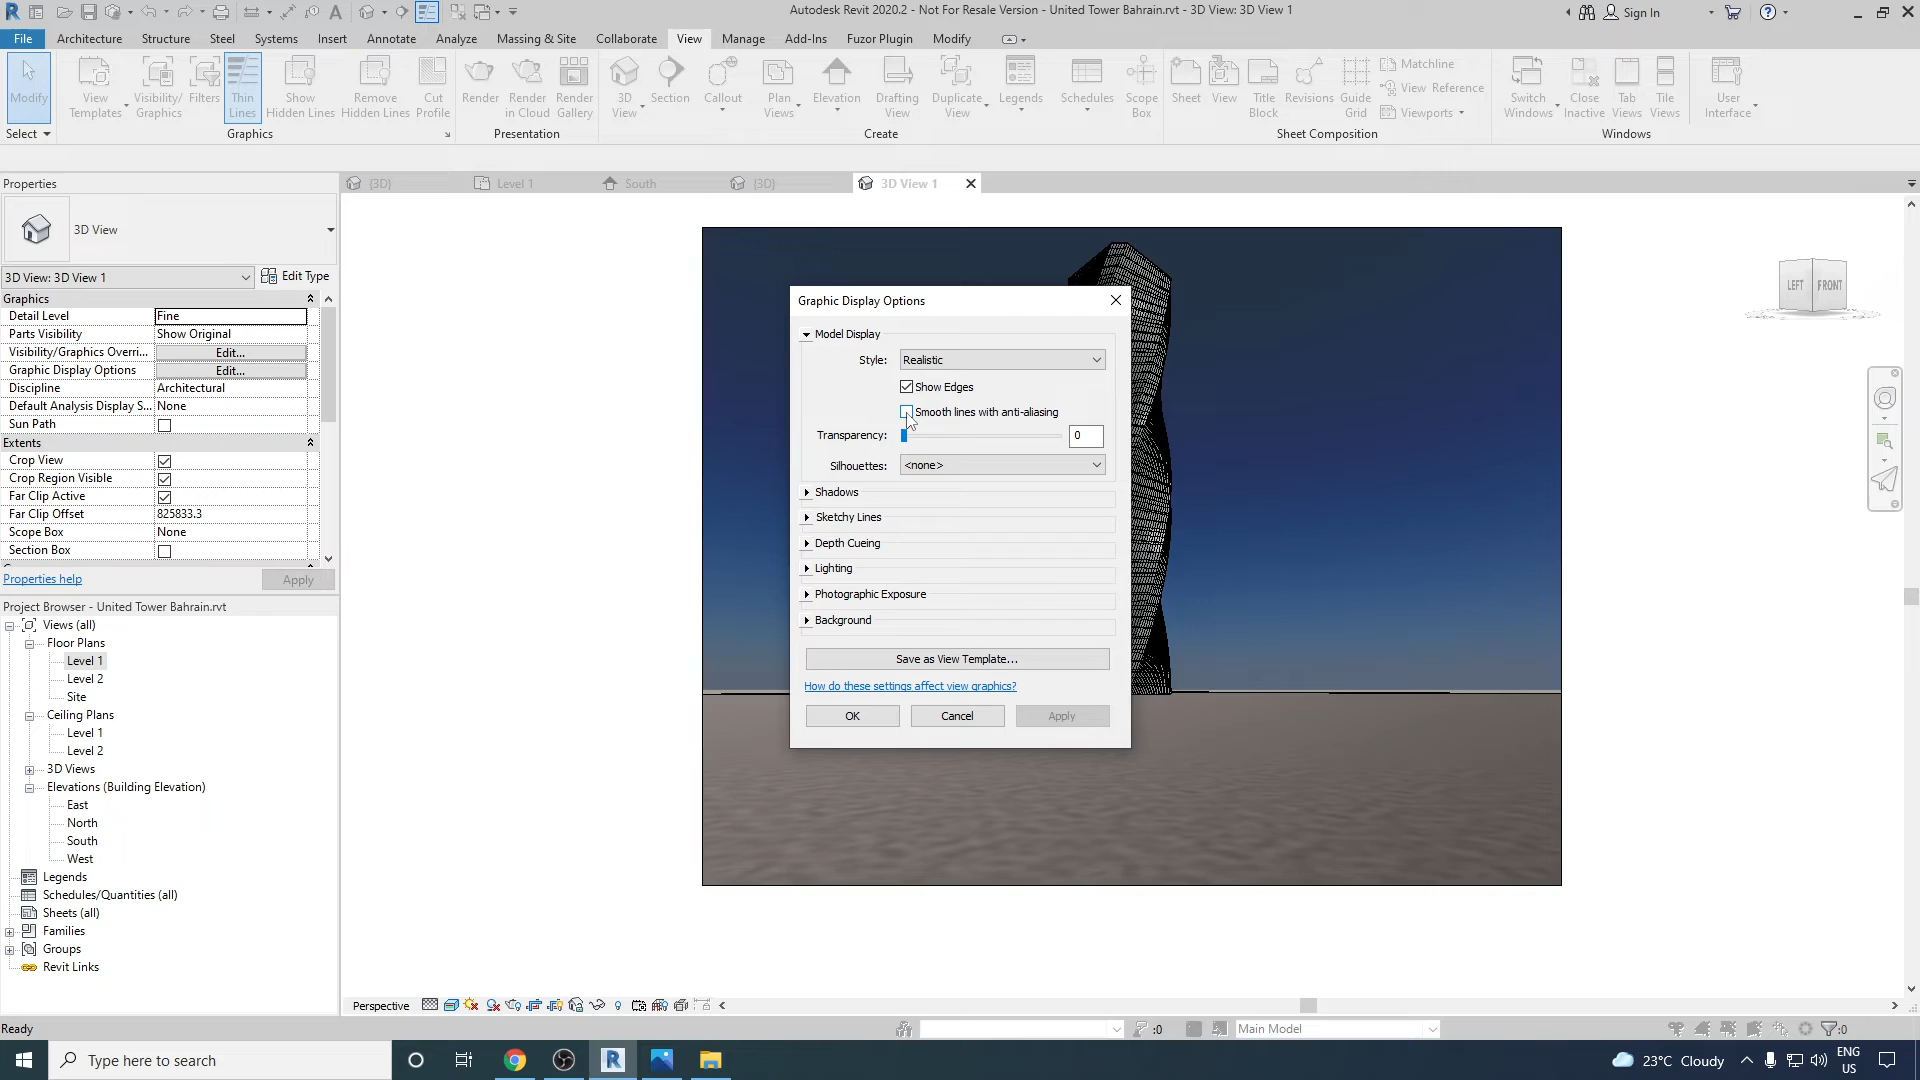 Autodesk Revit 2020.2 - Not For Resale Version - United Tower Bahrain.rvt - 3D View: 3D View 1
Sign In
File Architecture Structure Steel Systems Insert Annotate Analyze Massing & Site Collaborate View Manage Add-Ins Fuzor Plugin Modify
Modify
View Templates
Visibility/ Graphics
Filters
Thin Lines
Show Hidden Lines
Remove Hidden Lines
Cut Profile
Render
Render in Cloud
Render Gallery
3D View
Section
Callout
Plan Views
Elevation
Drafting View
Duplicate View
Legends
Schedules
Scope Box
Sheet
View
Title Block
Revisions
Guide Grid
Matchline
View Reference
Viewports
Switch Windows
Close Inactive
Tab Views
Tile Views
User Interface
Select Graphics Presentation Create Sheet Composition Windows
Properties
{3D} Level 1 South {3D} 3D View 1
3D View
3D View: 3D View 1 Edit Type
Graphics
Detail Level Fine
Parts Visibility Show Original
Visibility/Graphics Overri... Edit...
Graphic Display Options Edit...
Discipline Architectural
Default Analysis Display S... None
Sun Path
Extents
Crop View
Crop Region Visible
Far Clip Active
Far Clip Offset 825833.3
Scope Box None
Section Box
Properties help Apply
Project Browser - United Tower Bahrain.rvt
Views (all)
Floor Plans
Level 1
Level 2
Site
Ceiling Plans
Level 1
Level 2
3D Views
Elevations (Building Elevation)
East
North
South
West
Legends
Schedules/Quantities (all)
Sheets (all)
Families
Groups
Revit Links
LEFT FRONT
Graphic Display Options
Model Display
Style: Realistic
Show Edges
Smooth lines with anti-aliasing
Transparency: 0
Silhouettes: <none>
Shadows
Sketchy Lines
Depth Cueing
Lighting
Photographic Exposure
Background
Save as View Template...
How do these settings affect view graphics?
OK Cancel Apply
Perspective
Ready :0 Main Model :0
Type here to search
23°C Cloudy
ENG
US